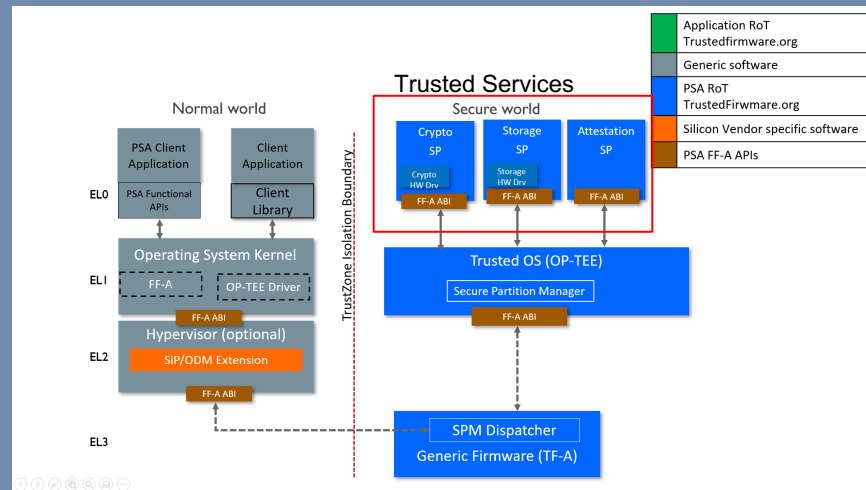 Application RoT
Trustedfirmware.org
Generic software
PSA RoT
TrustedFirwmare.org
Silicon Vendor specific software
PSA FF-A APIs
Trusted Services
Normal world
Secure world
PSA Client
Application
Client
Application
Crypto
SP
Storage
SP
Attestation
SP
Crypto
HW Drv
Storage
HW Drv
EL0
PSA Functional
APIs
Client
Library
FF-A ABI
FF-A ABI
FF-A ABI
TrustZone Isolation Boundary
Operating System Kernel
Trusted OS (OP-TEE)
EL1
FF-A
OP-TEE Driver
Secure Partition Manager
FF-A ABI
FF-A ABI
Hypervisor (optional)
EL2
SiP/ODM Extension
FF-A ABI
EL3
SPM Dispatcher
Generic Firmware (TF-A)